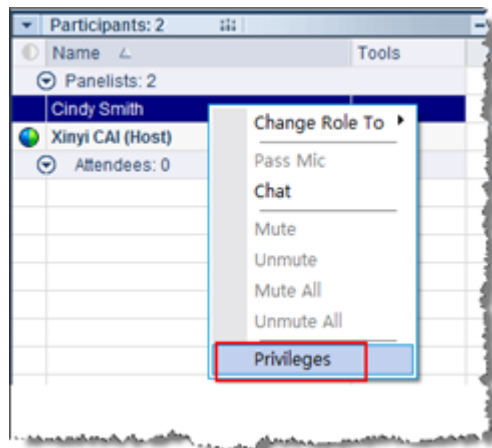 Participants: 2
Name Tools
Panelists: 2
Cindy Smith
Xinyi CAI (Host)
Attendees: 0
Change Role To
Pass Mic
Chat
Mute
Unmute
Mute All
Unmute All
Privileges